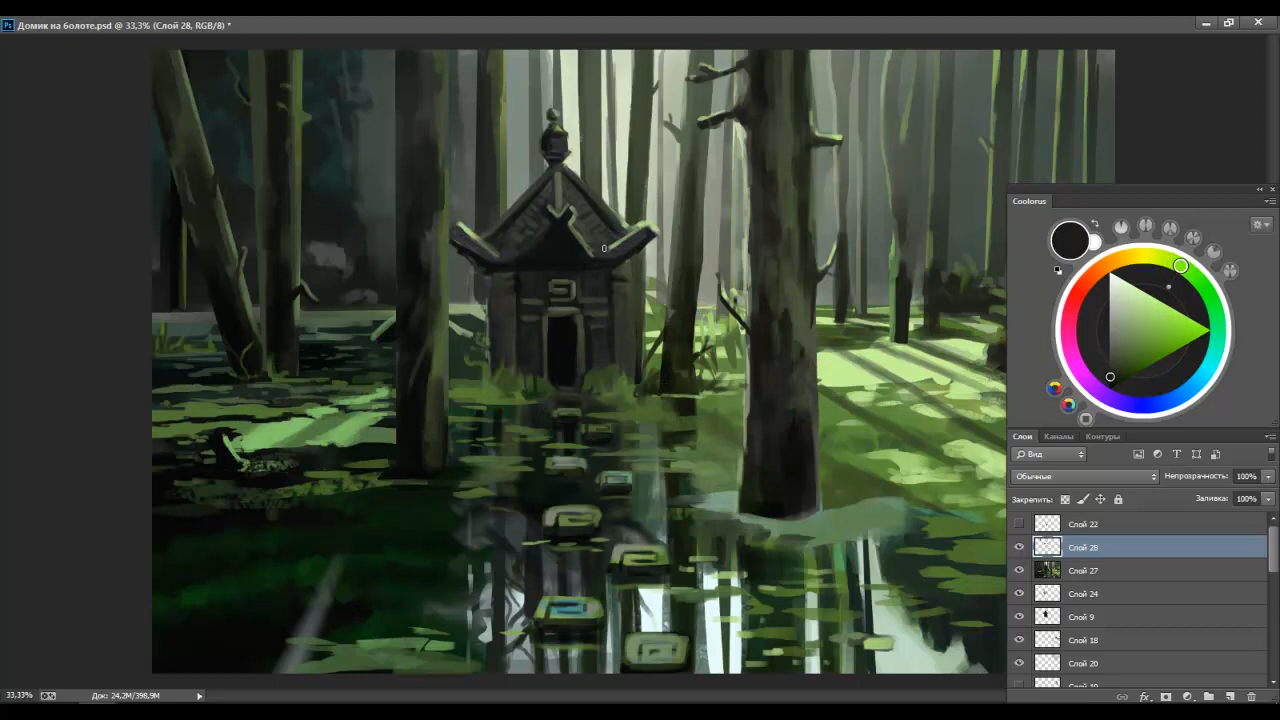 Ps Домик на болоте.psd @ 33,3% (Слой 28, RGB/8) *
Coolorus
Слои Каналы Контуры
Вид
Обычные Непрозрачность: 100%
Закрепить: Заливка: 100%
Слой 22
Слой 28
Слой 27
Слой 24
Слой 9
Слой 18
Слой 20
33,33% Док: 24,2M/398,9M
fx